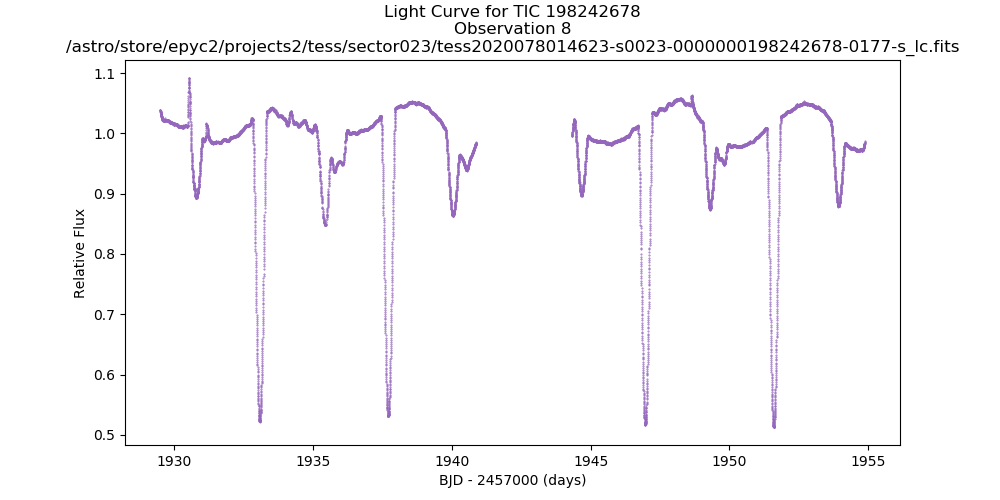 Light Curve for TIC 198242678
Observation 8
/astro/store/epyc2/projects2/tess/sector023/tess2020078014623-s0023-0000000198242678-0177-s_lc.fits
1.1
1.0
0.9
0.8
0.7
0.6
0.5
Relative Flux
1930
1935
1940
1945
1950
1955
BJD - 2457000 (days)